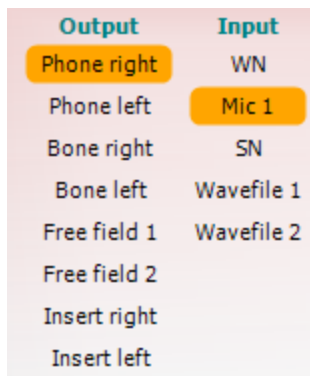 Output Input
Phone right WN
Phone left Mic 1
Bone right SN
Bone left Wavefile 1
Free field 1 Wavefile 2
Free field 2
Insert right
Insert left